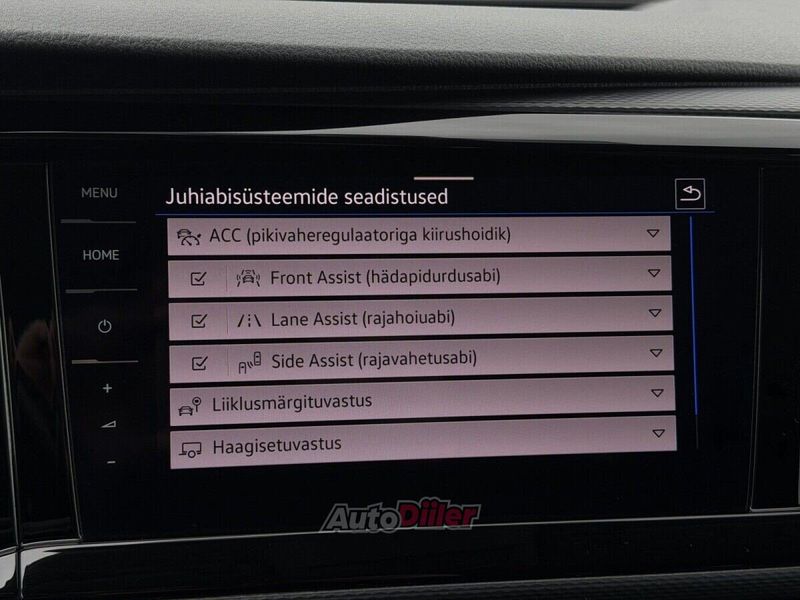 MENU
Juhiabisüsteemide seadistused
ACC (pikivaheregulaatoriga kiirushoidik)
HOME
Front Assist (hädapidurdusabi)
Lane Assist (rajahoiuabi)
Side Assist (rajavahetusabi)
+
Liiklusmärgituvastus
Haagisetuvastus
-
AutoDiiler